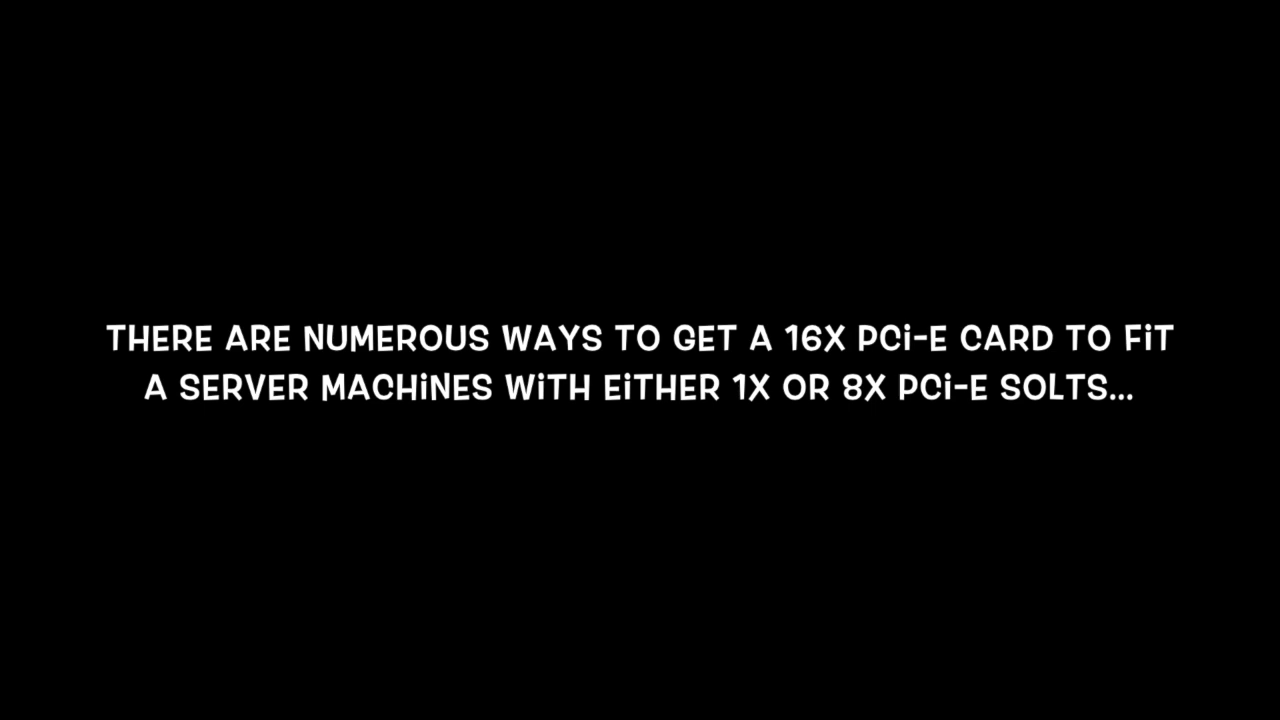 THERE ARE NUMEROUS WAYS TO GET A 16X PCi-E CARD TO FiT
A SERVER MACHiNES WiTH EiTHER 1X OR 8X PCi-E SOLTS...